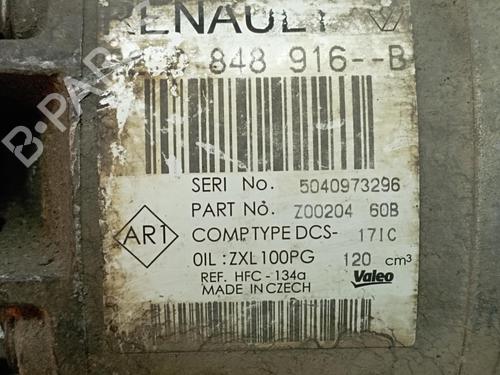 RENAULT
848 916--B
SERI No. 5040973296
PART No. Z00204 60B
AR1
COMP TYPE DCS- 17IC
OIL : ZXL100PG 120 cm³
REF. HFC -134a
MADE IN CZECH
Valeo
B-PARTS